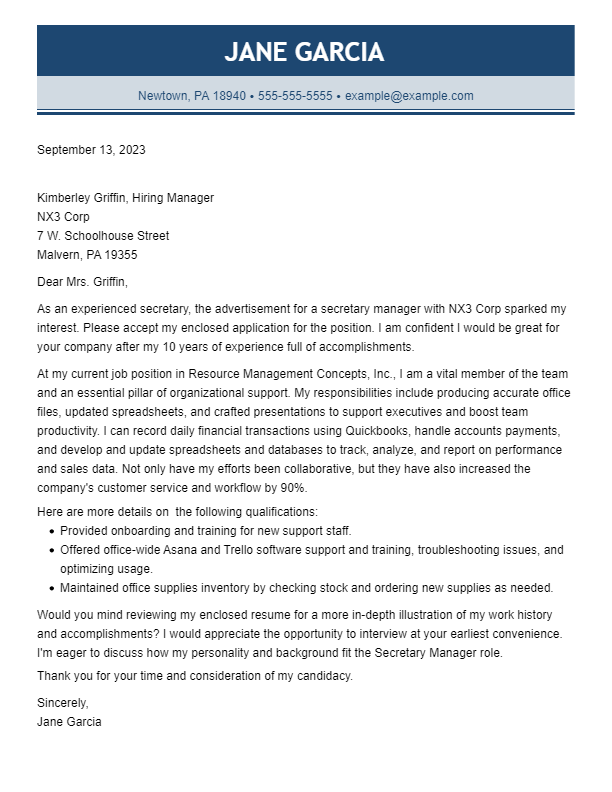 JANE GARCIA
Newtown, PA 18940 • 555-555-5555 • example@example.com
September 13, 2023
Kimberley Griffin, Hiring Manager
NX3 Corp
7 W. Schoolhouse Street
Malvern, PA 19355
Dear Mrs. Griffin,
As an experienced secretary, the advertisement for a secretary manager with NX3 Corp sparked my
interest. Please accept my enclosed application for the position. I am confident I would be great for
your company after my 10 years of experience full of accomplishments.
At my current job position in Resource Management Concepts, Inc., I am a vital member of the team
and an essential pillar of organizational support. My responsibilities include producing accurate office
files, updated spreadsheets, and crafted presentations to support executives and boost team
productivity. I can record daily financial transactions using Quickbooks, handle accounts payments,
and develop and update spreadsheets and databases to track, analyze, and report on performance
and sales data. Not only have my efforts been collaborative, but they have also increased the
company's customer service and workflow by 90%.
Here are more details on  the following qualifications:
• Provided onboarding and training for new support staff.
• Offered office-wide Asana and Trello software support and training, troubleshooting issues, and
optimizing usage.
• Maintained office supplies inventory by checking stock and ordering new supplies as needed.
Would you mind reviewing my enclosed resume for a more in-depth illustration of my work history
and accomplishments? I would appreciate the opportunity to interview at your earliest convenience.
I'm eager to discuss how my personality and background fit the Secretary Manager role.
Thank you for your time and consideration of my candidacy.
Sincerely,
Jane Garcia